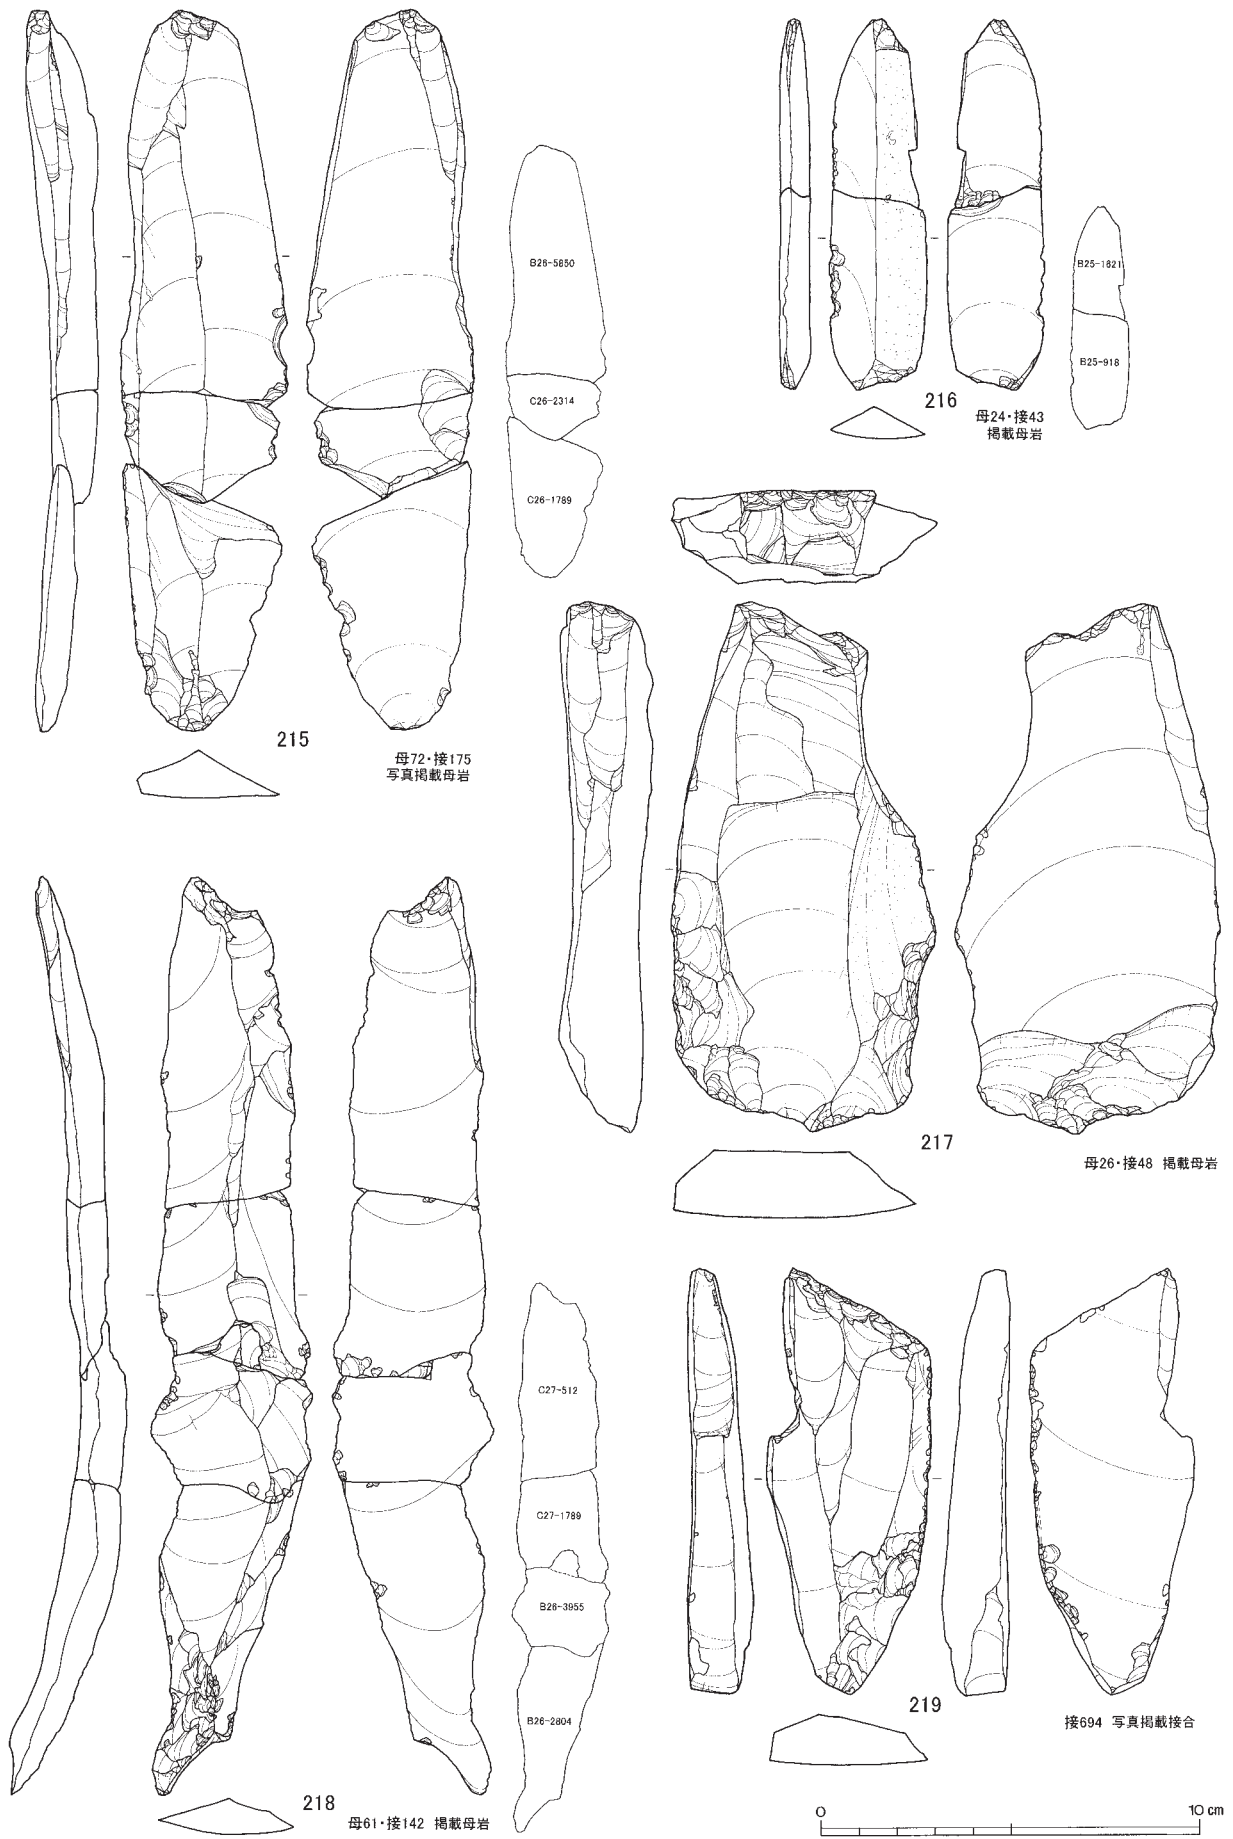 B26-5850
C26-2314
C26-1789
215
母72・接175
写真掲載母岩
B25-1821
B25-918
216
母24・接43
掲載母岩
217
母26・接48 掲載母岩
C27-512
C27-1789
B26-3955
B26-2804
218
母61・接142 掲載母岩
219
接694 写真掲載接合
0 10cm